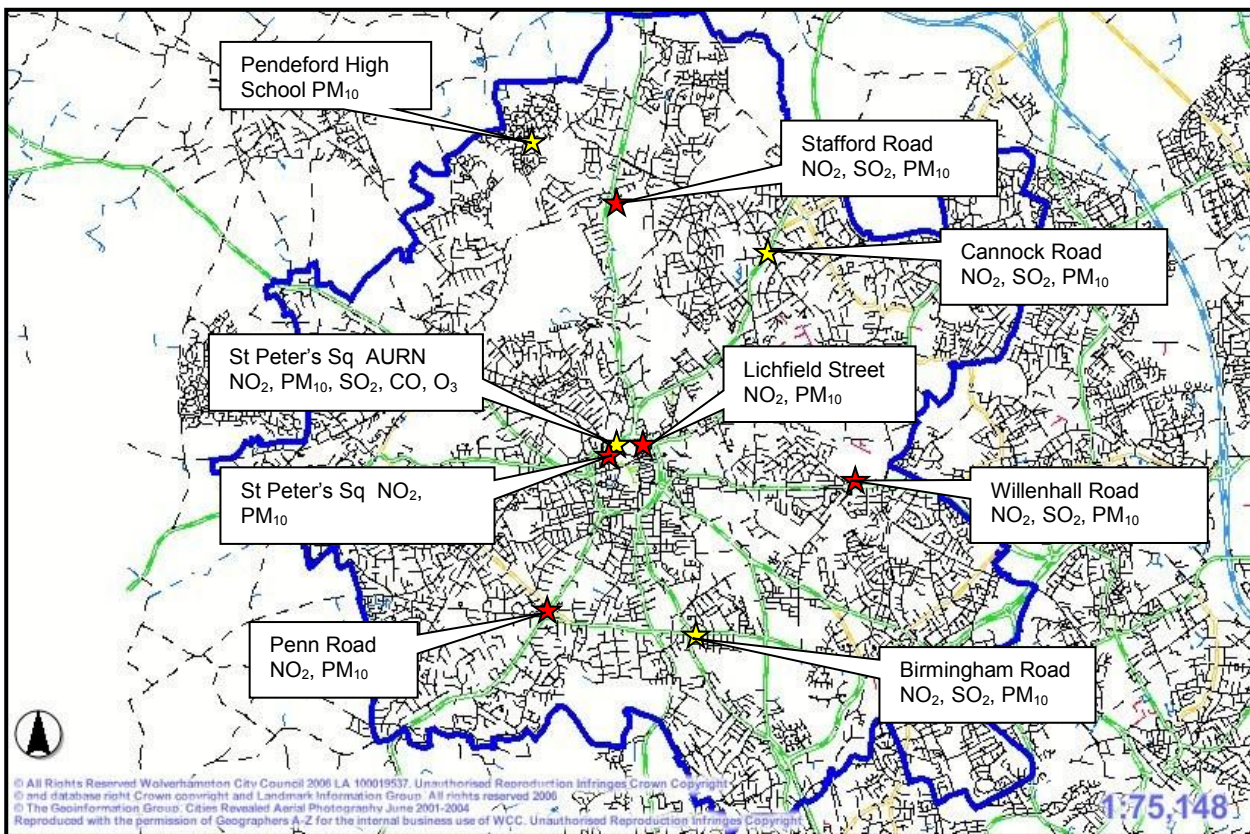 Pendeford High
School PM₁₀
Stafford Road
NO₂, SO₂, PM₁₀
Cannock Road
NO₂, SO₂, PM₁₀
St Peter's Sq AURN
NO₂, PM₁₀, SO₂, CO, O₃
Lichfield Street
NO₂, PM₁₀
St Peter's Sq NO₂,
PM₁₀
Willenhall Road
NO₂, SO₂, PM₁₀
Penn Road
NO₂, PM₁₀
Birmingham Road
NO₂, SO₂, PM₁₀
© All Rights Reserved Wolverhampton City Council 2006 LA 100019537. Unauthorised Reproduction Infringes Crown Copyright
© and database right Crown copyright and Landmark Information Group All rights reserved 2006
© The Geoinformation Group. Cities Revealed Aerial Photography June 2001-2004
Reproduced with the permission of Geographers A-Z for the internal business use of WCC. Unauthorised Reproduction Infringes Copyright
1:75,148